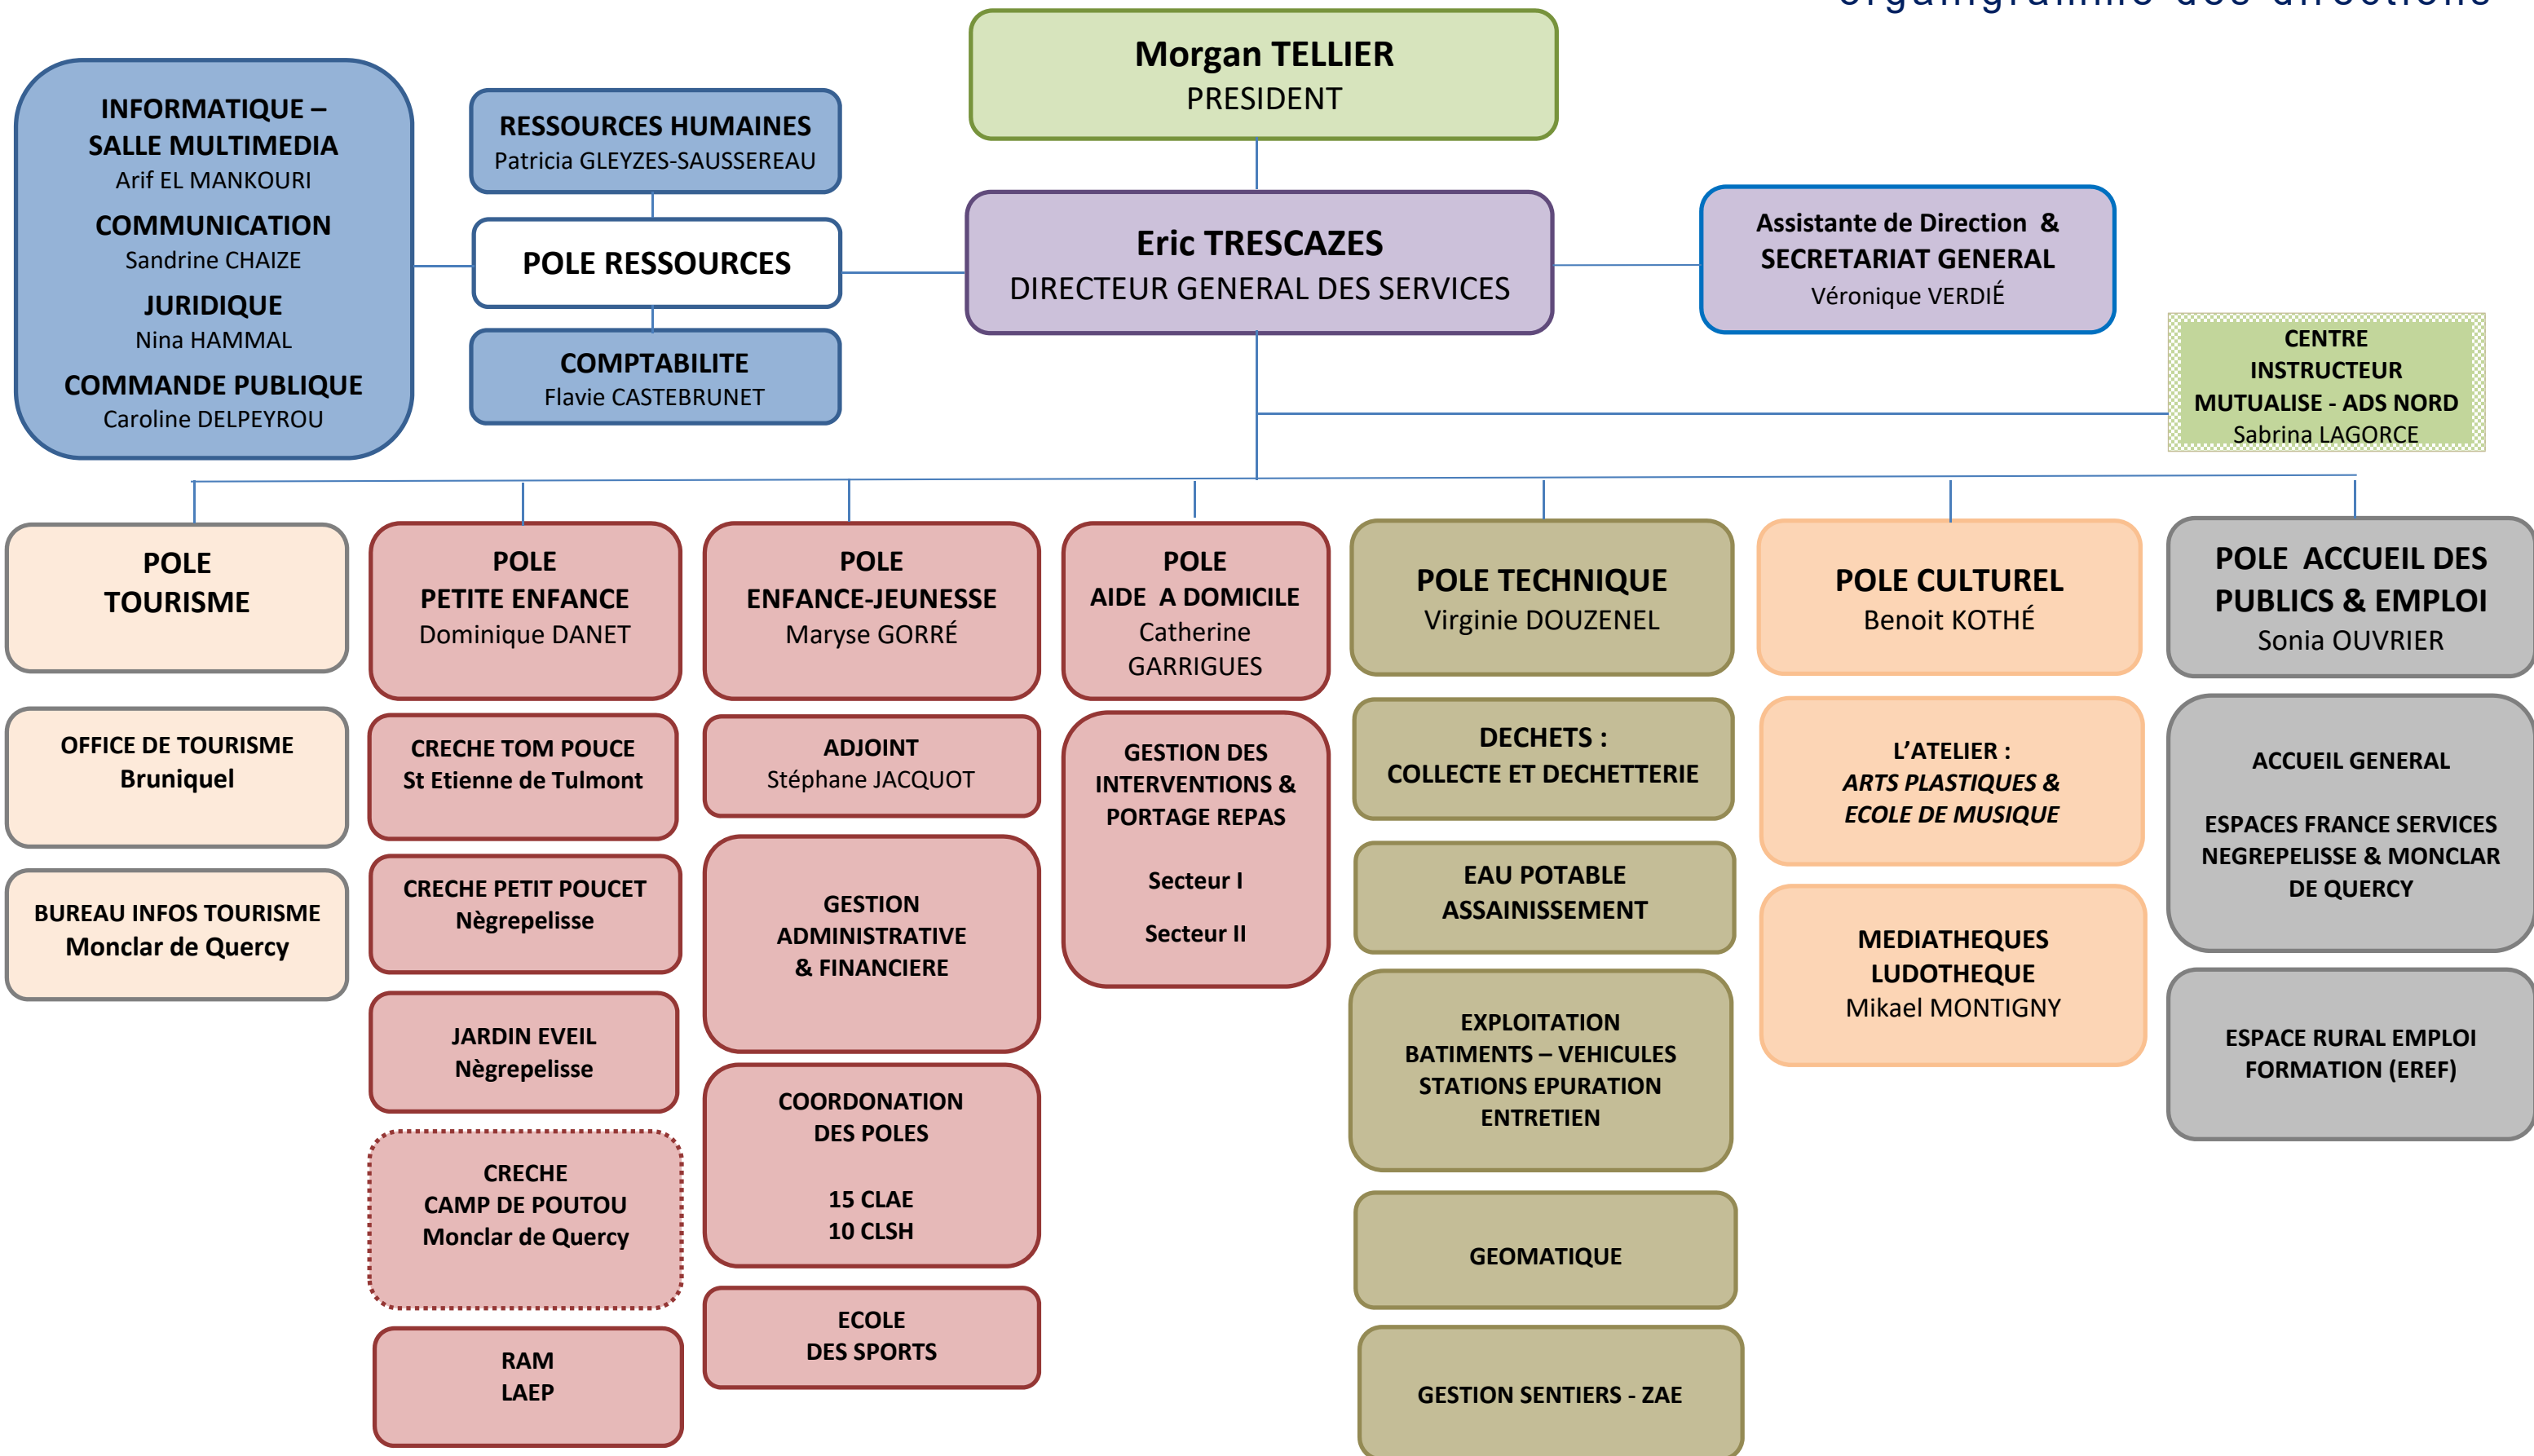 Morgan TELLIER
PRESIDENT
INFORMATIQUE –
SALLE MULTIMEDIA
Arif EL MANKOURI
COMMUNICATION
Sandrine CHAIZE
JURIDIQUE
Nina HAMMAL
COMMANDE PUBLIQUE
Caroline DELPEYROU
RESSOURCES HUMAINES
Patricia GLEYZES-SAUSSEREAU
POLE RESSOURCES
COMPTABILITE
Flavie CASTEBRUNET
Eric TRESCAZES
DIRECTEUR GENERAL DES SERVICES
Assistante de Direction &
SECRETARIAT GENERAL
Véronique VERDIÉ
CENTRE
INSTRUCTEUR
MUTUALISE - ADS NORD
Sabrina LAGORCE
POLE
TOURISME
OFFICE DE TOURISME
Bruniquel
BUREAU INFOS TOURISME
Monclar de Quercy
POLE
PETITE ENFANCE
Dominique DANET
CRECHE TOM POUCE
St Etienne de Tulmont
CRECHE PETIT POUCET
Nègrepelisse
JARDIN EVEIL
Nègrepelisse
CRECHE
CAMP DE POUTOU
Monclar de Quercy
RAM
LAEP
POLE
ENFANCE-JEUNESSE
Maryse GORRÉ
ADJOINT
Stéphane JACQUOT
GESTION
ADMINISTRATIVE
& FINANCIERE
COORDONATION
DES POLES
15 CLAE
10 CLSH
ECOLE
DES SPORTS
POLE
AIDE A DOMICILE
Catherine
GARRIGUES
GESTION DES
INTERVENTIONS &
PORTAGE REPAS
Secteur I
Secteur II
POLE TECHNIQUE
Virginie DOUZENEL
DECHETS :
COLLECTE ET DECHETTERIE
EAU POTABLE
ASSAINISSEMENT
EXPLOITATION
BATIMENTS – VEHICULES
STATIONS EPURATION
ENTRETIEN
GEOMATIQUE
GESTION SENTIERS - ZAE
POLE CULTUREL
Benoit KOTHÉ
L’ATELIER :
ARTS PLASTIQUES &
ECOLE DE MUSIQUE
MEDIATHEQUES
LUDOTHEQUE
Mikael MONTIGNY
POLE ACCUEIL DES
PUBLICS & EMPLOI
Sonia OUVRIER
ACCUEIL GENERAL
ESPACES FRANCE SERVICES
NEGREPELISSE & MONCLAR
DE QUERCY
ESPACE RURAL EMPLOI
FORMATION (EREF)